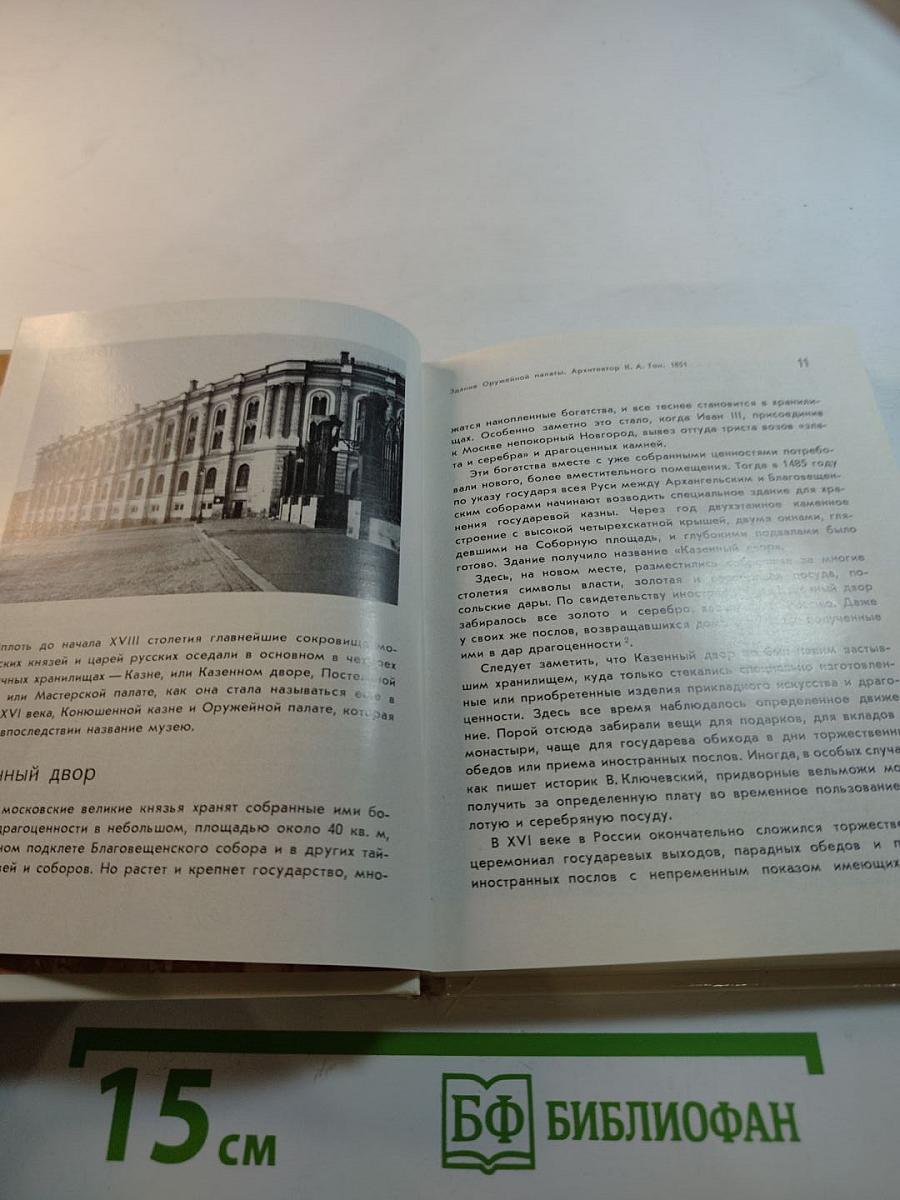 плоть до начала XVIII столетия главнейшие сокровища мо-
ских князей и царей русских оседали в основном в четырех
чных хранилищах — Казне, или Казенном дворе, Постельной
или Мастерской палате, как она стала называться еще в
XVI века, Конюшенной казне и Оружейной палате, которая
впоследствии название музею.
нный двор
московские великие князья хранят собранные ими бо-
драгоценности в небольшом, площадью около 40 кв. м,
ном подклете Благовещенского собора и в других тай-
вей и соборов. Но растет и крепнет государство, мно-
Здание Оружейной палаты. Архитектор К. А. Тон. 1851
11
жатся накопленные богатства, и все теснее становится в хранили-
щах. Особенно заметно это стало, когда Иван III, присоединив
к Москве непокорный Новгород, вывез оттуда триста возов «зла-
та и серебра» и драгоценных камней.
Эти богатства вместе с уже собранными ценностями потребо-
вали нового, более вместительного помещения. Тогда в 1485 году
по указу государя всея Руси между Архангельским и Благовещен-
ским соборами начинают возводить специальное здание для хра-
нения государевой казны. Через год двухэтажное каменное
строение с высокой четырехскатной крышей, двумя окнами, гля-
девшими на Соборную площадь, и глубокими подвалами было
готово. Здание получило название «Казенный двор».
Здесь, на новом месте, разместились за многие
столетия символы власти, золотая и посуда, по-
сольские дары. По свидетельству двор
забиралось все золото и серебро, Даже
у своих же послов, возвращавшихся полученные
ими в дар драгоценности 2.
Следует заметить, что Казенный двор не был неким застыв-
шим хранилищем, куда только стекались специально изготовлен-
ные или приобретенные изделия прикладного искусства и драго-
ценности. Здесь все время наблюдалось определенное движе-
ние. Порой отсюда забирали вещи для подарков, для вкладов
монастыри, чаще для государева обихода в дни торжественн
обедов или приема иностранных послов. Иногда, в особых случа
как пишет историк В. Ключевский, придворные вельможи мо
получить за определенную плату во временное пользование
лотую и серебряную посуду.
В XVI веке в России окончательно сложился торжестве
церемониал государевых выходов, парадных обедов и п
иностранных послов с непременным показом имеющих
15 см
БФ БИБЛИОФАН